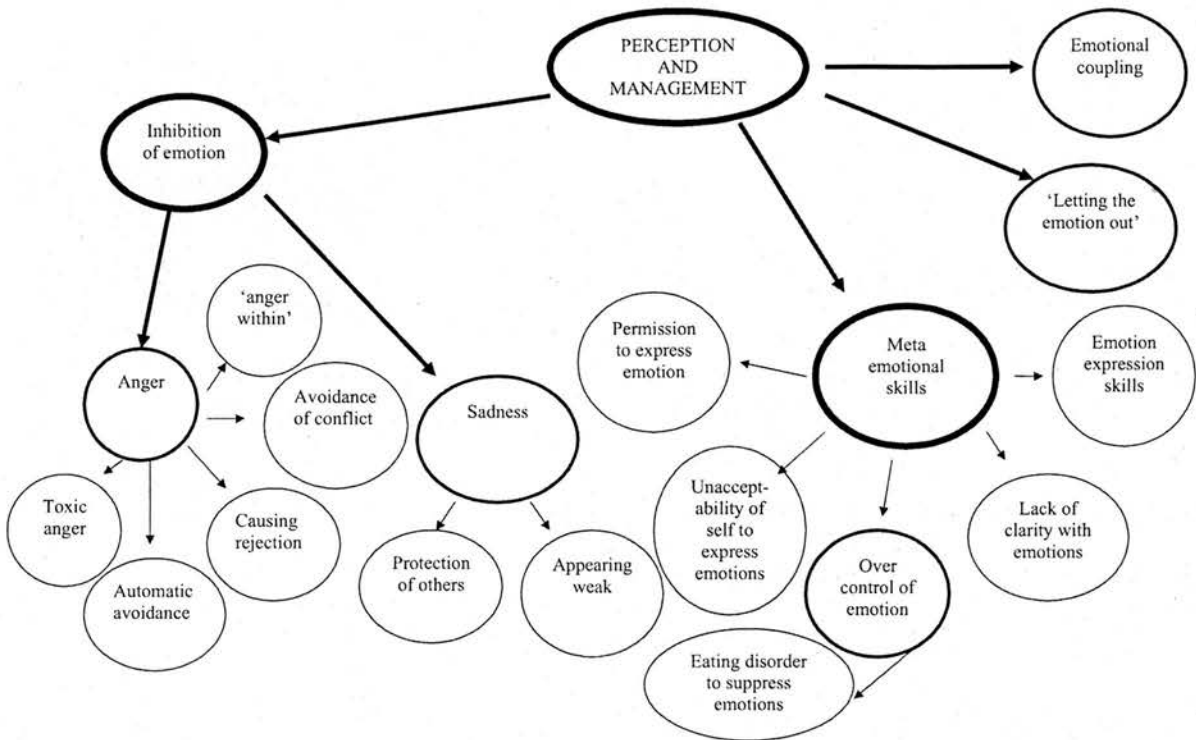 PERCEPTION
AND
MANAGEMENT
Emotional
coupling
Inhibition
of emotion
‘Letting the
emotion out’
‘anger
within’
Permission
to express
emotion
Meta
emotional
skills
Emotion
expression
skills
Anger
Avoidance
of conflict
Sadness
Toxic
anger
Causing
rejection
Automatic
avoidance
Protection
of others
Appearing
weak
Unaccept-
ability of
self to
express
emotions
Over
control of
emotion
Lack of
clarity with
emotions
Eating disorder
to suppress
emotions